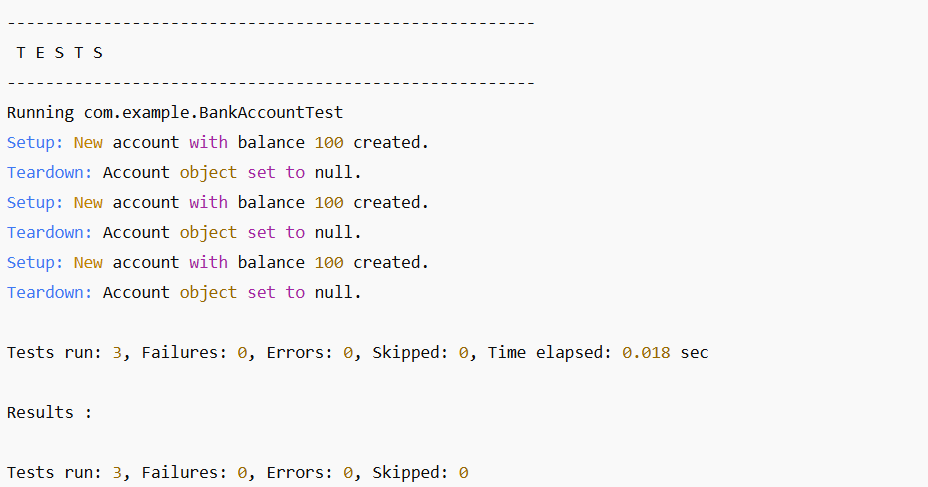 -------------------------------------------------------
T E S T S
-------------------------------------------------------
Running com.example.BankAccountTest
Setup: New account with balance 100 created.
Teardown: Account object set to null.
Setup: New account with balance 100 created.
Teardown: Account object set to null.
Setup: New account with balance 100 created.
Teardown: Account object set to null.
Tests run: 3, Failures: 0, Errors: 0, Skipped: 0, Time elapsed: 0.018 sec
Results :
Tests run: 3, Failures: 0, Errors: 0, Skipped: 0